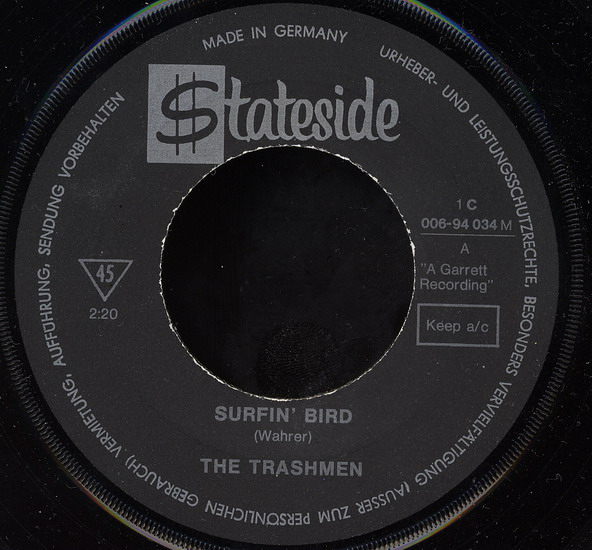 MADE IN GERMANY
URHEBER- UND LEISTUNGSSCHUTZRECHTE, BESONDERS VERVIELFÄLTIGUNG (AUSSER ZUM PERSÖNLICHEN GEBRAUCH) VERMIETUNG, AUFFÜHRUNG, SENDUNG VORBEHALTEN
$tateside
1 C
006-94 034 M
A
"A Garrett
Recording"
Keep a/c
45
2:20
SURFIN' BIRD
(Wahrer)
THE TRASHMEN